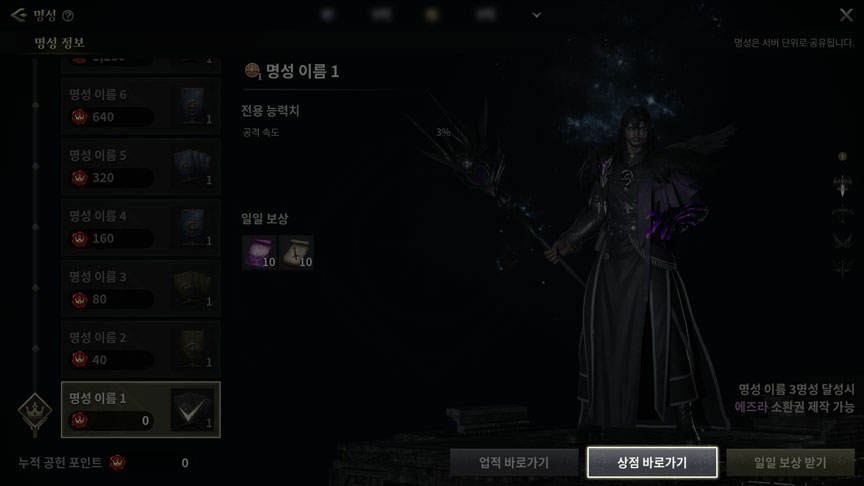 명성
명성 정보
명성은 서버 단위로 공유됩니다.
1
명성 이름 6
640
1
명성 이름 5
320
1
명성 이름 4
160
1
명성 이름 3
80
1
명성 이름 2
40
1
명성 이름 1
0
1
누적 공헌 포인트
0
1 명성 이름 1
전용 능력치
공격 속도 3%
일일 보상
10
10
명성 이름 3명성 달성시
에즈라 소환권 제작 가능
업적 바로가기
상점 바로가기
일일 보상 받기